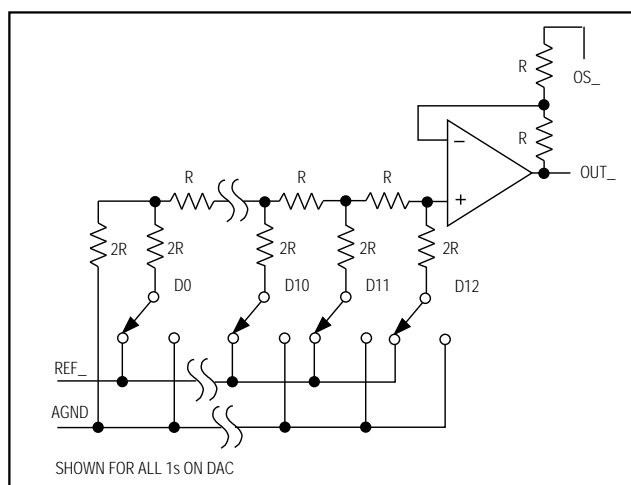 R
OS_
R
OUT_
−
+
R
R
R
2R
2R
2R
2R
2R
D0
D10
D11
D12
REF_
AGND
SHOWN FOR ALL 1s ON DAC